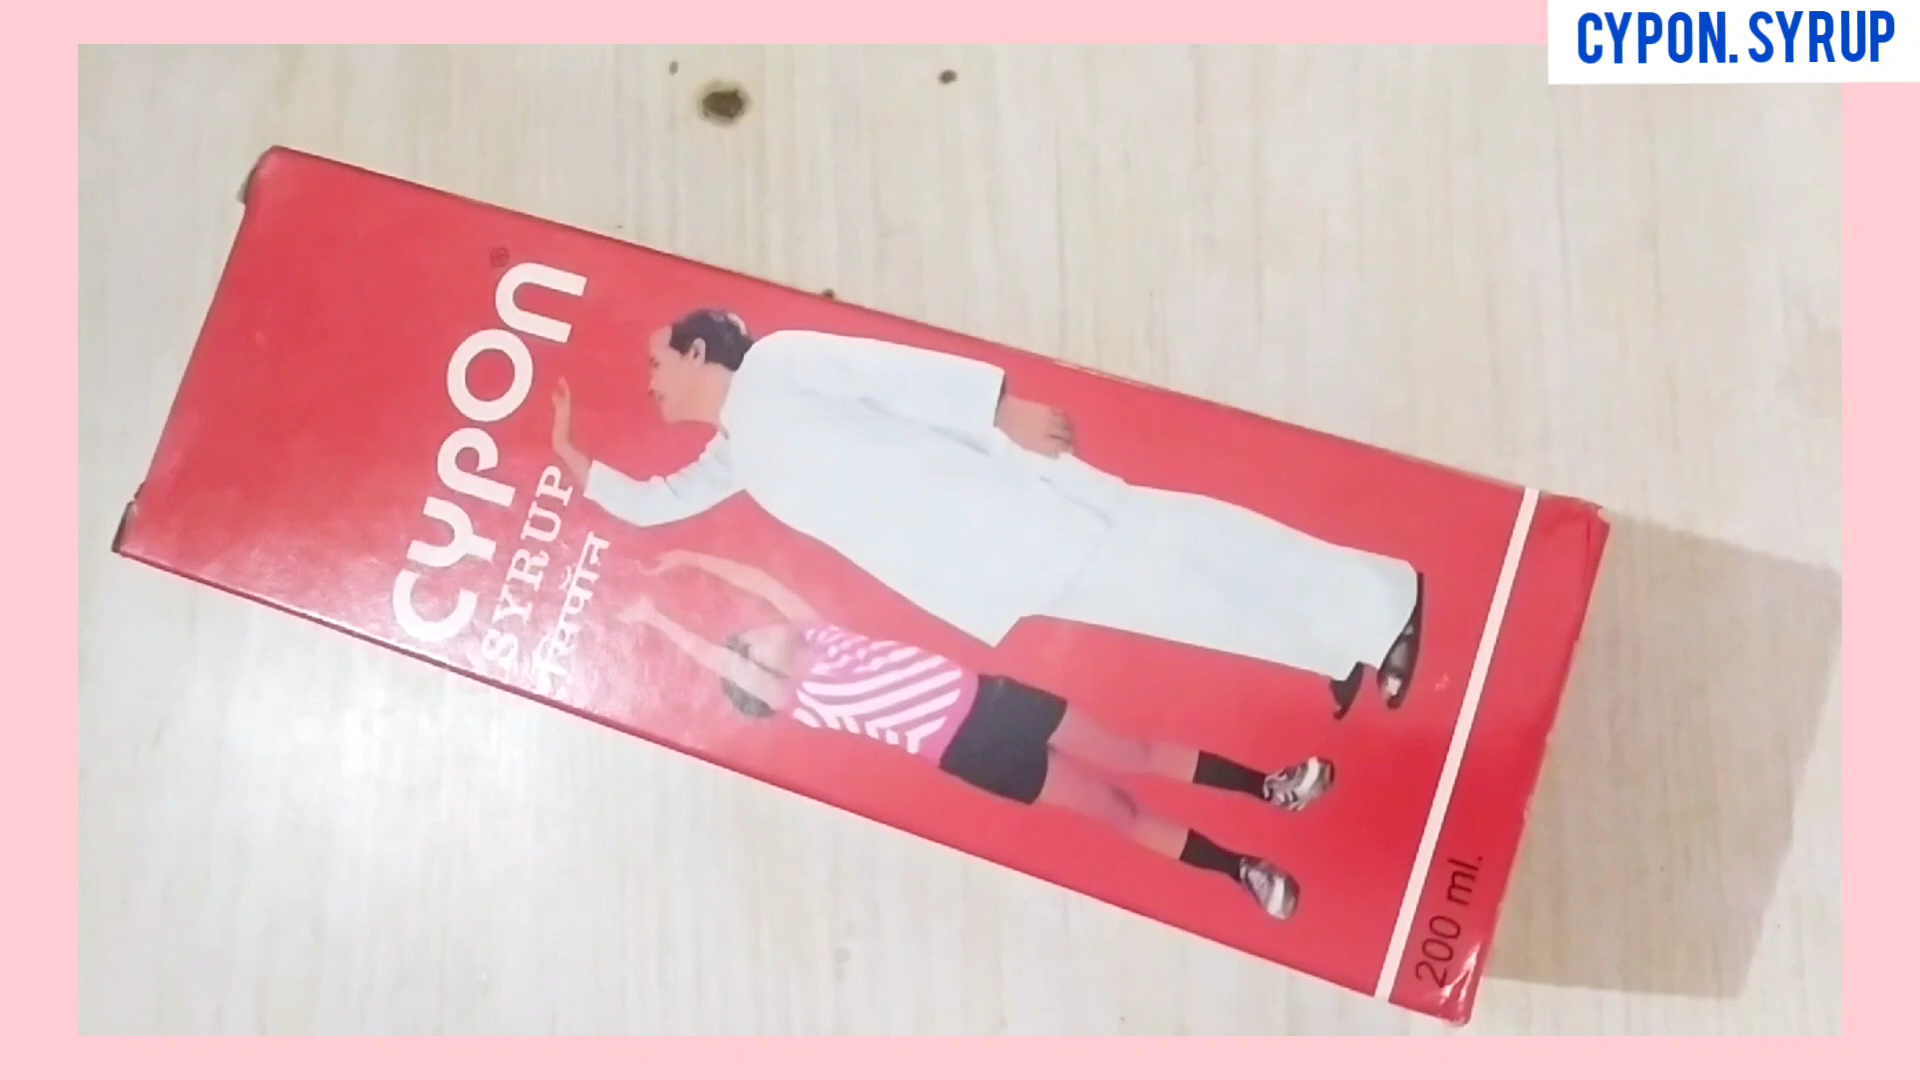 CYPON. SYRUP
cypon®
SYRUP
सिपॉन
200 ml.